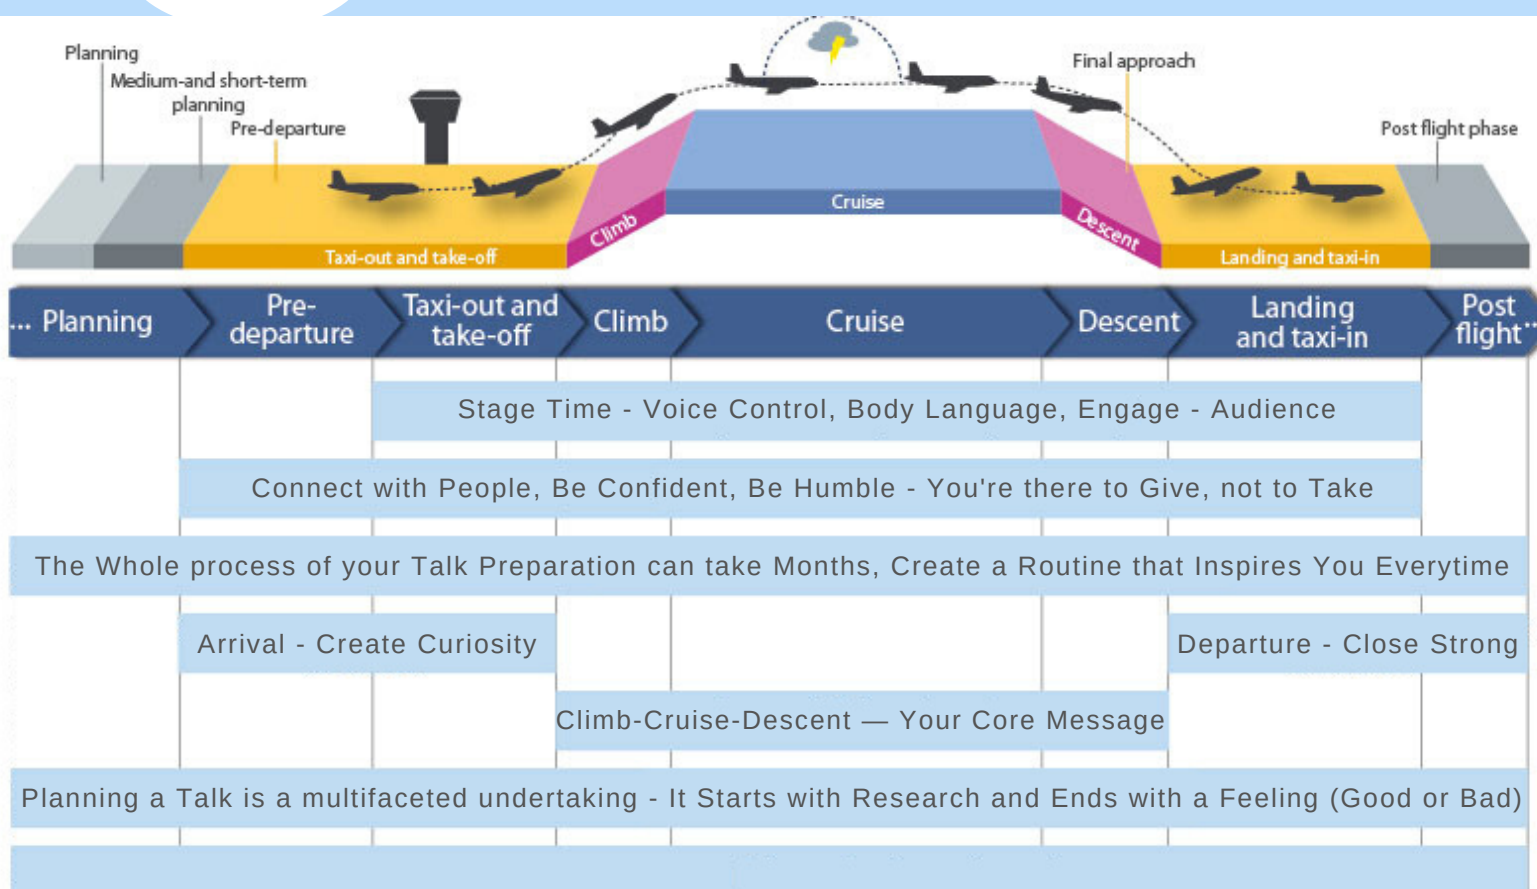 Planning
Medium-and short-term
planning
Pre-departure
Final approach
Post flight phase
Taxi-out and take-off
Climb
Cruise
Descent
Landing and taxi-in
... Planning
Pre-
departure
Taxi-out and
take-off
Climb
Cruise
Descent
Landing
and taxi-in
Post
flight...
Stage Time - Voice Control, Body Language, Engage - Audience
Connect with People, Be Confident, Be Humble - You're there to Give, not to Take
The Whole process of your Talk Preparation can take Months, Create a Routine that Inspires You Everytime
Arrival - Create Curiosity
Departure - Close Strong
Climb-Cruise-Descent — Your Core Message
Planning a Talk is a multifaceted undertaking - It Starts with Research and Ends with a Feeling (Good or Bad)